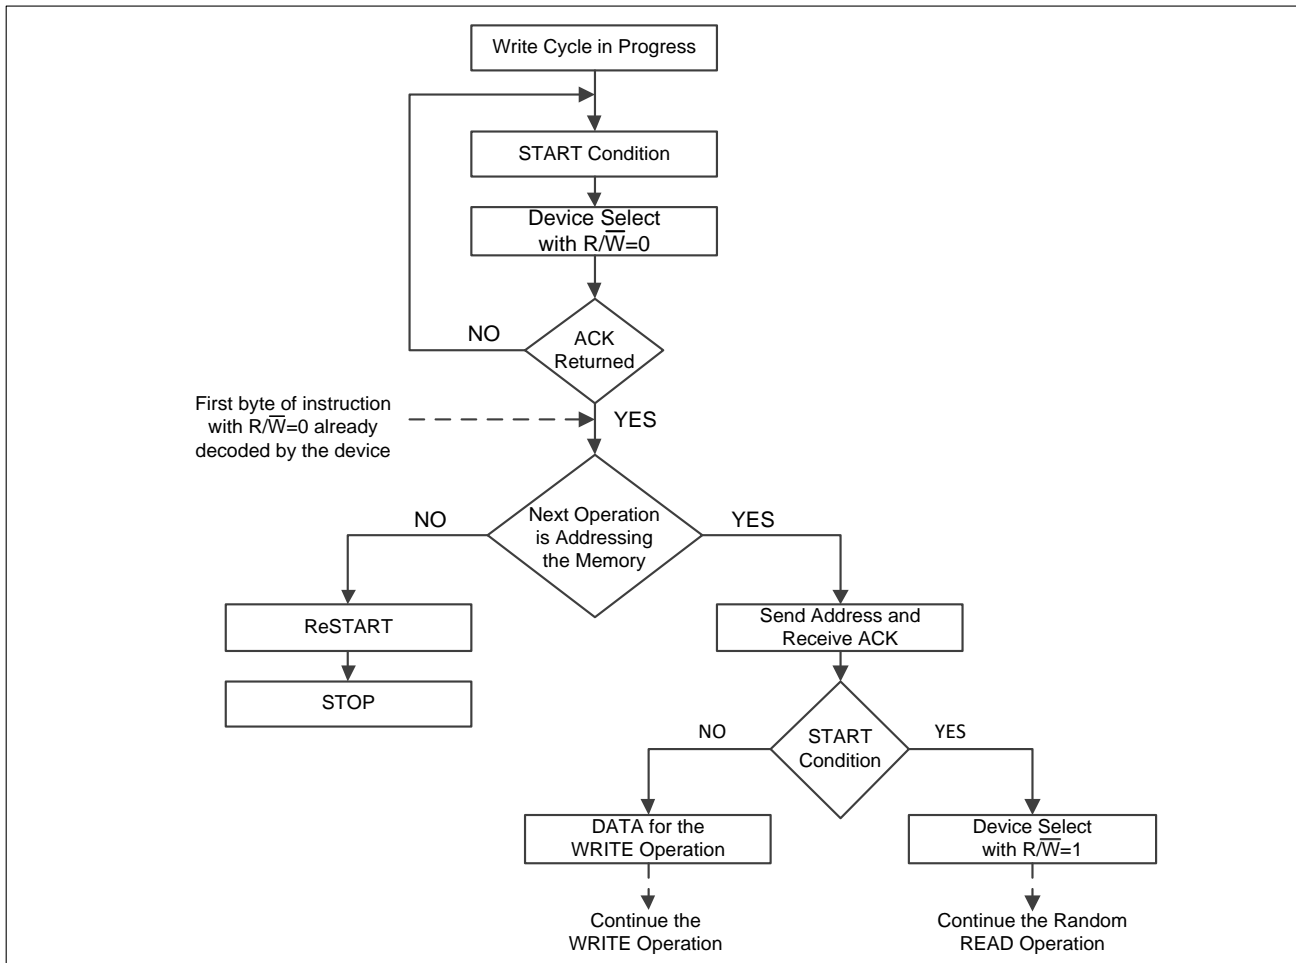 Write Cycle in Progress
START Condition
Device Select
with R/W̅=0
NO
ACK
Returned
First byte of instruction
with R/W̅=0 already
decoded by the device
YES
NO
Next Operation
is Addressing
the Memory
YES
ReSTART
Send Address and
Receive ACK
STOP
NO
START
Condition
YES
DATA for the
WRITE Operation
Device Select
with R/W̅=1
Continue the
WRITE Operation
Continue the Random
READ Operation